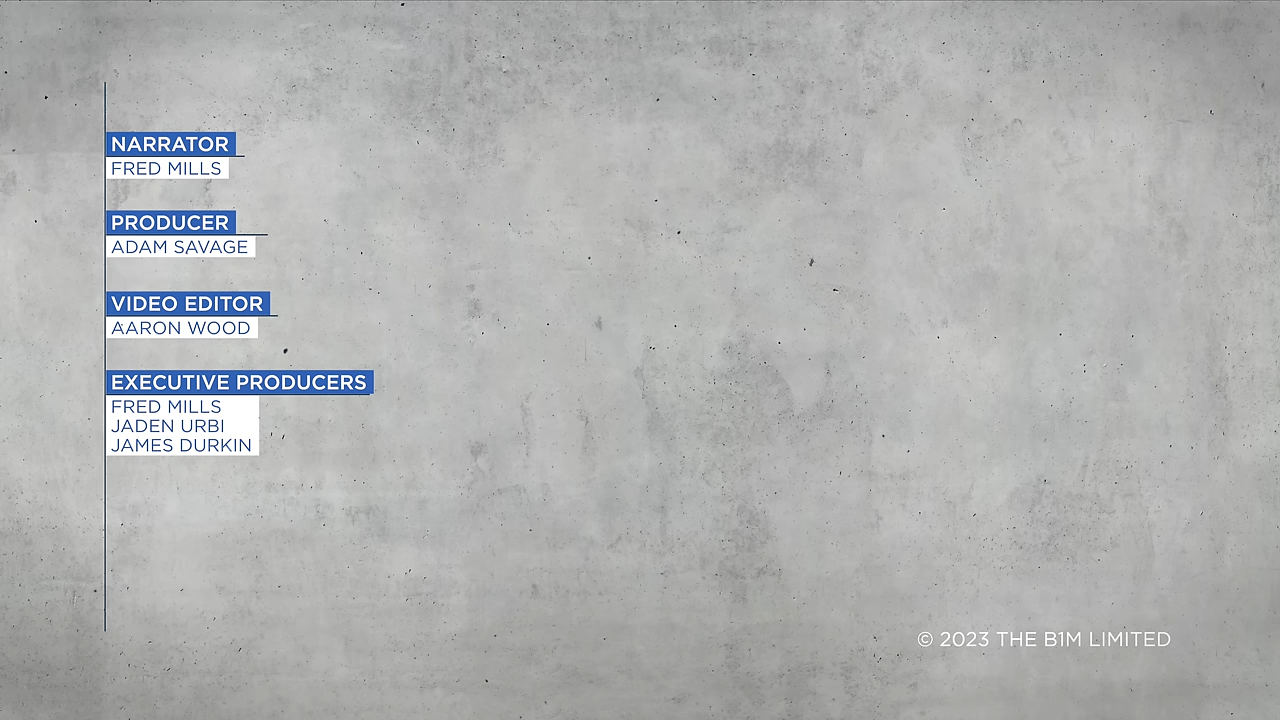 NARRATOR
FRED MILLS
PRODUCER
ADAM SAVAGE
VIDEO EDITOR
AARON WOOD
EXECUTIVE PRODUCERS
FRED MILLS
JADEN URBI
JAMES DURKIN
© 2023 THE B1M LIMITED